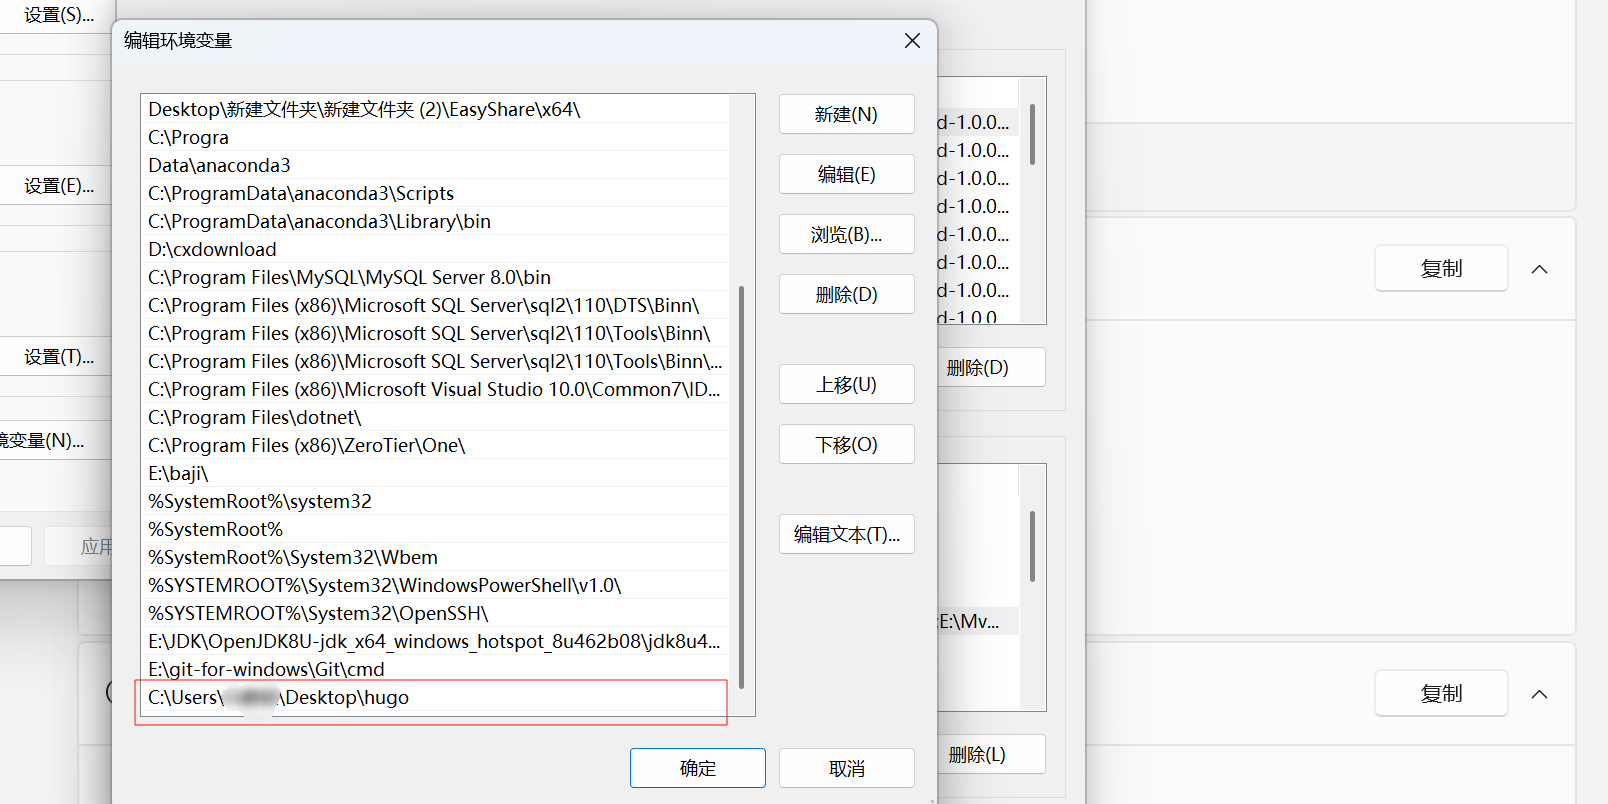 设置(S)...
编辑环境变量
Desktop\新建文件夹\新建文件夹 (2)\EasyShare\x64\
C:\Progra
Data\anaconda3
C:\ProgramData\anaconda3\Scripts
C:\ProgramData\anaconda3\Library\bin
D:\cxdownload
C:\Program Files\MySQL\MySQL Server 8.0\bin
C:\Program Files (x86)\Microsoft SQL Server\sql2\110\DTS\Binn\
C:\Program Files (x86)\Microsoft SQL Server\sql2\110\Tools\Binn\
C:\Program Files (x86)\Microsoft SQL Server\sql2\110\Tools\Binn\...
C:\Program Files (x86)\Microsoft Visual Studio 10.0\Common7\ID...
C:\Program Files\dotnet\
C:\Program Files (x86)\ZeroTier\One\
E:\baji\
%SystemRoot%\system32
%SystemRoot%
%SystemRoot%\System32\Wbem
%SYSTEMROOT%\System32\WindowsPowerShell\v1.0\
%SYSTEMROOT%\System32\OpenSSH\
E:\JDK\OpenJDK8U-jdk_x64_windows_hotspot_8u462b08\jdk8u4...
E:\git-for-windows\Git\cmd
C:\Users\ \Desktop\hugo
新建(N)
编辑(E)
浏览(B)...
删除(D)
上移(U)
下移(O)
编辑文本(T)...
确定
取消
设置(E)...
设置(T)...
境变量(N)...
应用
d-1.0.0...
d-1.0.0...
d-1.0.0...
d-1.0.0...
d-1.0.0...
d-1.0.0...
d-1.0.0...
d-1.0.0
删除(D)
;E:\Mv...
删除(L)
复制
复制